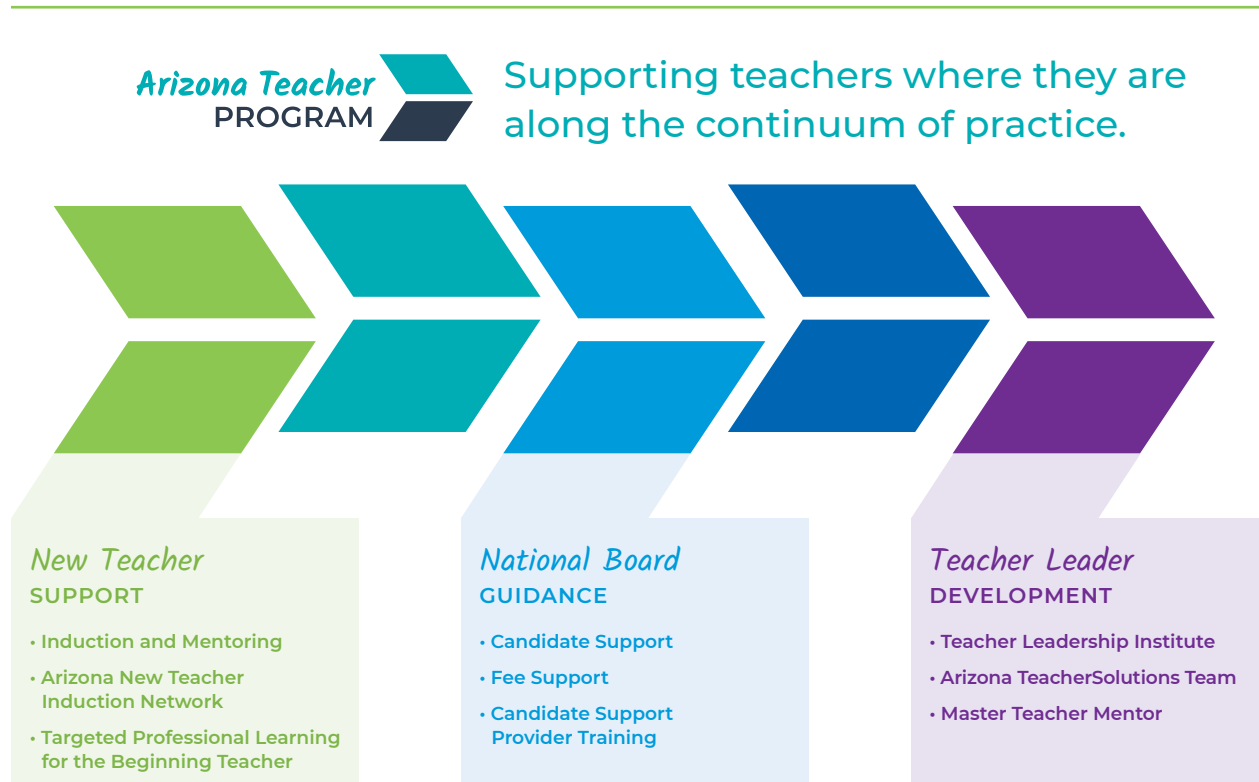 Arizona Teacher
PROGRAM
Supporting teachers where they are
along the continuum of practice.
New Teacher
SUPPORT
• Induction and Mentoring
• Arizona New Teacher
Induction Network
• Targeted Professional Learning
for the Beginning Teacher
National Board
GUIDANCE
• Candidate Support
• Fee Support
• Candidate Support
Provider Training
Teacher Leader
DEVELOPMENT
• Teacher Leadership Institute
• Arizona TeacherSolutions Team
• Master Teacher Mentor